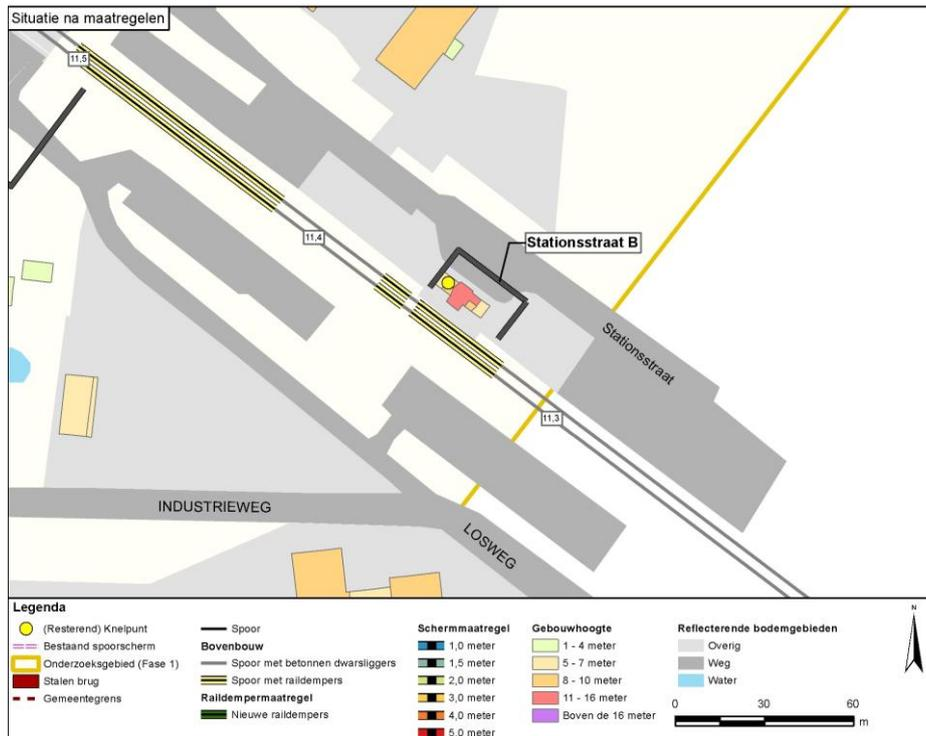 Situatie na maatregelen
11,5
11,4
Stationsstraat B
Stationsstraat
11,3
INDUSTRIEWEG
LOSWEG
Legenda
(Resterend) Knelpunt
Bestaand spoorscherm
Onderzoeksgebied (Fase 1)
Stalen brug
Gemeentegrens
Spoor
Bovenbouw
Spoor met betonnen dwarsliggers
Spoor met raildempers
Raildempermaatregel
Nieuwe raildempers
Schermmaatregel
1,0 meter
1,5 meter
2,0 meter
3,0 meter
4,0 meter
5,0 meter
Gebouwhoogte
1 - 4 meter
5 - 7 meter
8 - 10 meter
11 - 16 meter
Boven de 16 meter
Reflecterende bodemgebieden
Overig
Weg
Water
N
0 30 60
m